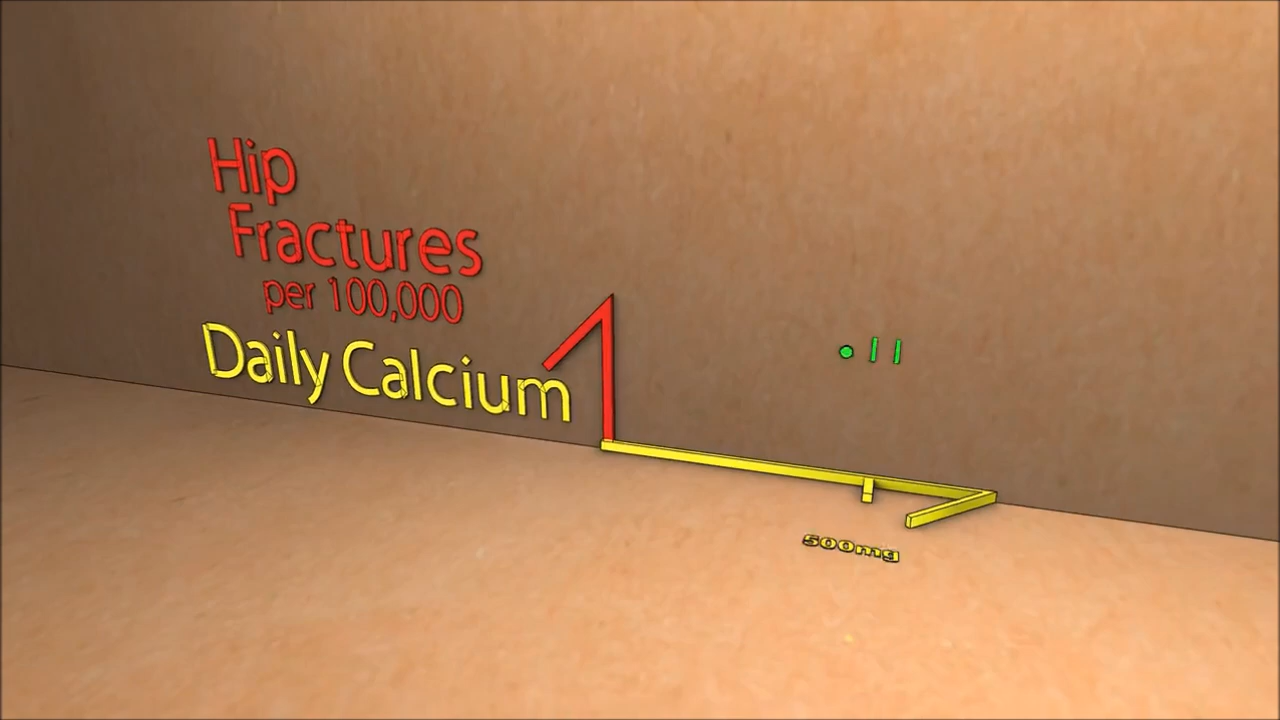 Hip
Fractures
per 100,000
Daily Calcium
500mg